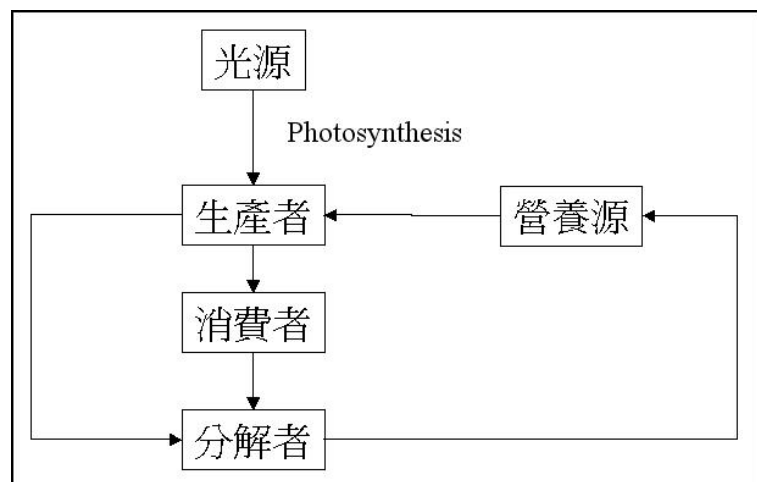 光源
Photosynthesis
生產者
營養源
消費者
分解者